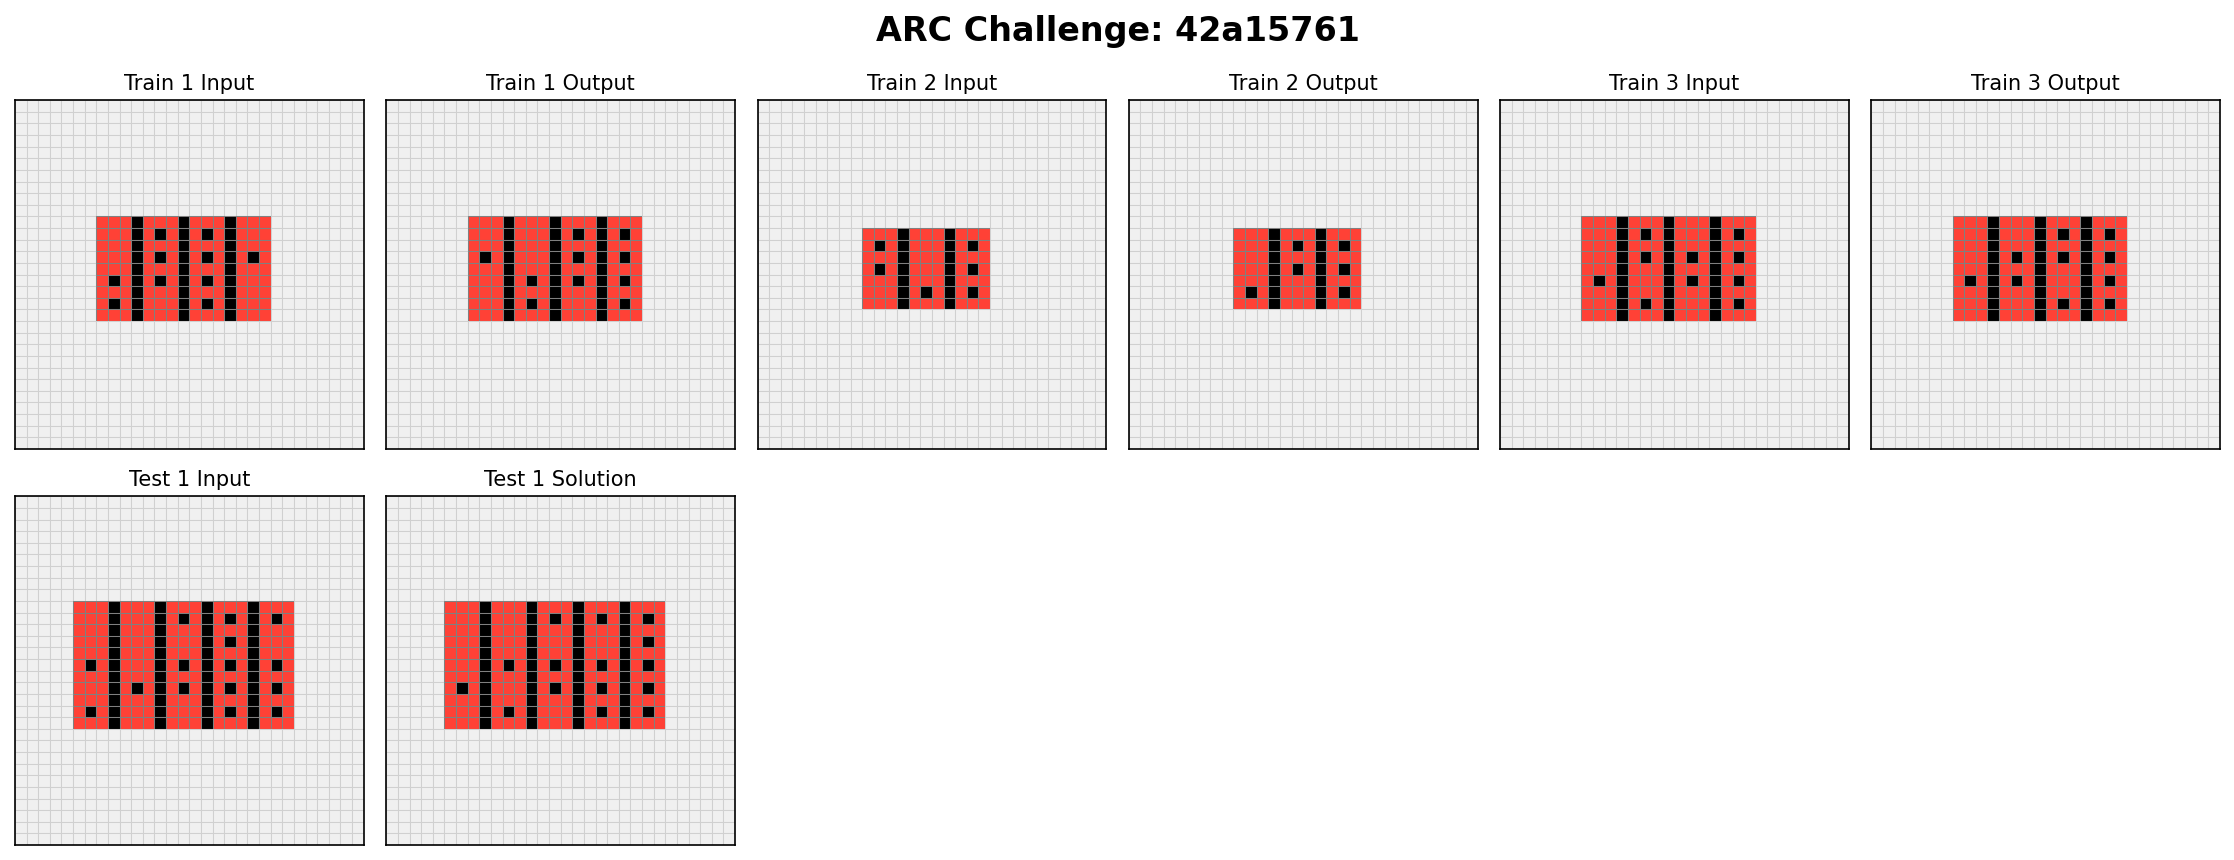 ARC Challenge: 42a15761
Train 1 Input
Train 1 Output
Train 2 Input
Train 2 Output
Train 3 Input
Train 3 Output
Test 1 Input
Test 1 Solution